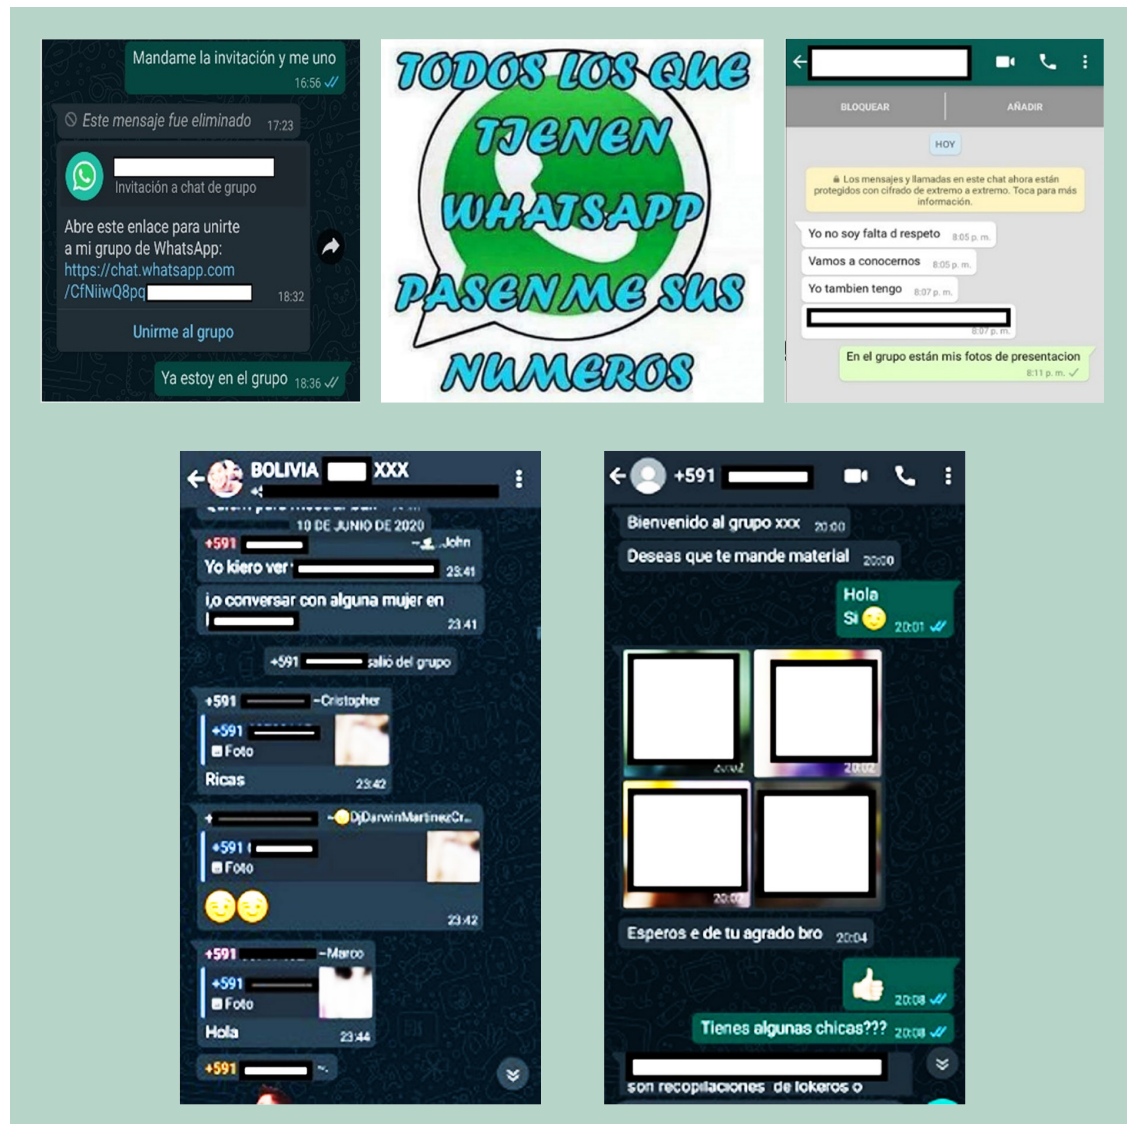 Mandame la invitación y me uno
16:56
Este mensaje fue eliminado 17:23
Invitación a chat de grupo
Abre este enlace para unirte
a mi grupo de WhatsApp:
https://chat.whatsapp.com
/CfNiiwQ8pq
18:32
Unirme al grupo
Ya estoy en el grupo 18:36
TODOS LOS QUE
TIENEN
WHATSAPP
PASENME SUS
NUMEROS
BLOQUEAR AÑADIR
HOY
Los mensajes y llamadas en este chat ahora están
protegidos con cifrado de extremo a extremo. Toca para más
información.
Yo no soy falta d respeto 8:05 p. m.
Vamos a conocernos 8:05 p. m.
Yo tambien tengo 8:07 p. m.
8:07 p. m.
En el grupo están mis fotos de presentacion
8:11 p. m.
BOLIVIA XXX
10 DE JUNIO DE 2020
+591 ~ .John
Yo kiero ver 23:41
i,o conversar con alguna mujer en
23:41
+591 salió del grupo
+591 ~Cristopher
+591
Foto
Ricas 23:42
+ ~DjDarwinMartinezCr...
+591
Foto
23:42
+591 ~Marco
+591
Foto
Hola 23:44
+591 ~.
+591
Bienvenido al grupo xxx 20:00
Deseas que te mande material 20:00
Hola
Si 20:01
20:02 20:02
20:02
Esperos e de tu agrado bro 20:04
20:08
Tienes algunas chicas??? 20:08
son recopilaciones de lokeros o